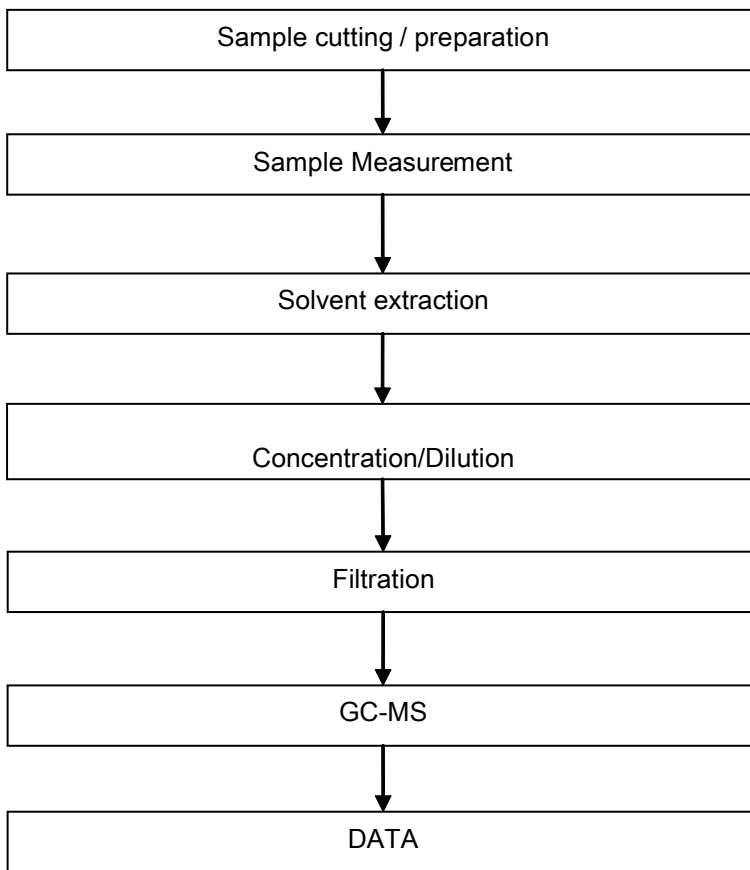 Sample cutting / preparation
Sample Measurement
Solvent extraction
Concentration/Dilution
Filtration
GC-MS
DATA